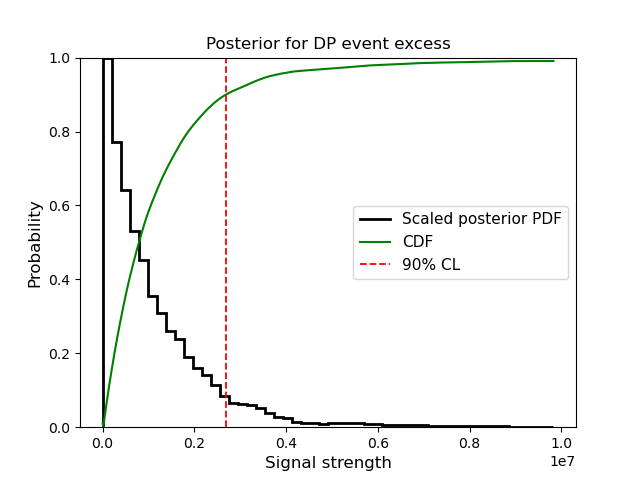 Posterior for DP event excess
1.0
0.8
0.6
0.4
0.2
0.0
Probability
Scaled posterior PDF
CDF
90% CL
0.0 0.2 0.4 0.6 0.8 1.0
1e7
Signal strength